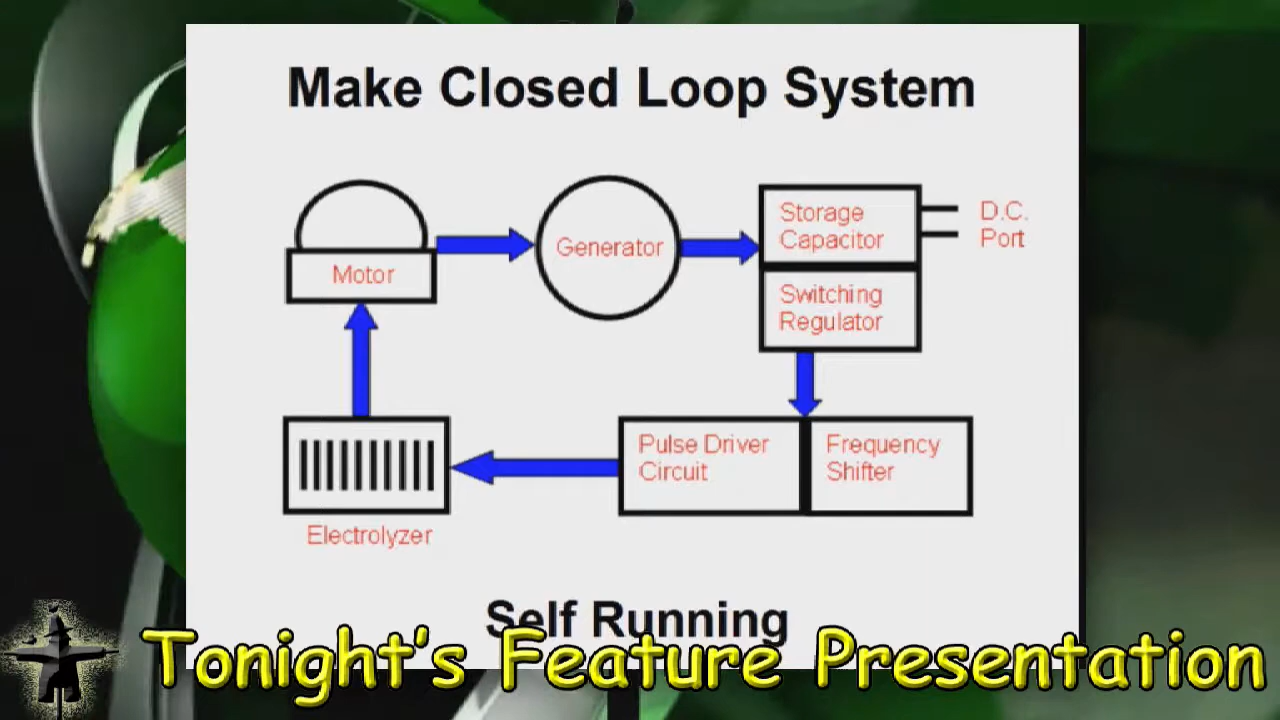 Make Closed Loop System
Motor
Generator
Storage
Capacitor
D.C.
Port
Switching
Regulator
Pulse Driver
Circuit
Frequency
Shifter
Electrolyzer
Self Running
Tonight's Feature Presentation